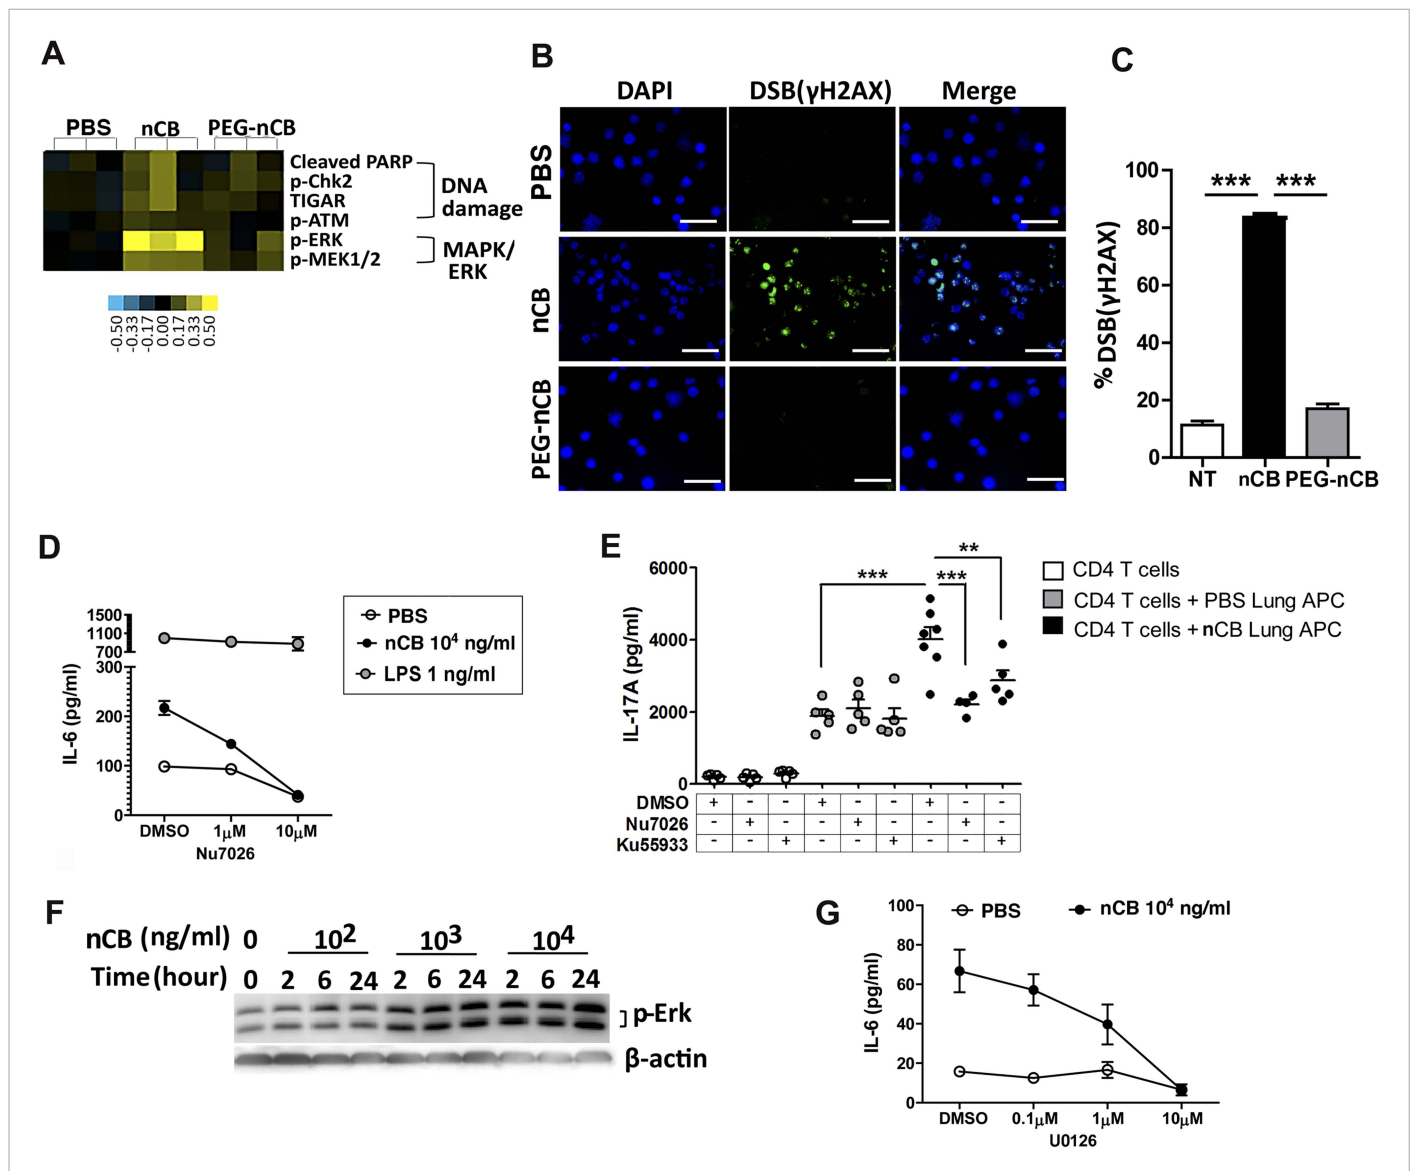 A
PBS nCB PEG-nCB
Cleaved PARP
p-Chk2
TIGAR
p-ATM
p-ERK
p-MEK1/2
DNA
damage
MAPK/
ERK
-0.50 -0.33 -0.17 0.00 0.17 0.33 0.50
B
DAPI DSB(γH2AX) Merge
PBS
nCB
PEG-nCB
C
%DSB(γH2AX)
100
80
60
40
20
0
*** ***
NT nCB PEG-nCB
D
IL-6 (pg/ml)
1500
1100
700
300
200
100
0
DMSO 1μM 10μM
Nu7026
PBS
nCB 10⁴ ng/ml
LPS 1 ng/ml
E
IL-17A (pg/ml)
6000
4000
2000
0
**
*** ***
CD4 T cells
CD4 T cells + PBS Lung APC
CD4 T cells + nCB Lung APC
DMSO + - - + - - + - -
Nu7026 - + - - + - - + -
Ku55933 - - + - - + - - +
F
nCB (ng/ml) 0 10² 10³ 10⁴
Time (hour) 0 2 6 24 2 6 24 2 6 24
p-Erk
β-actin
G
PBS nCB 10⁴ ng/ml
IL-6 (pg/ml)
100
80
60
40
20
0
DMSO 0.1μM 1μM 10μM
U0126